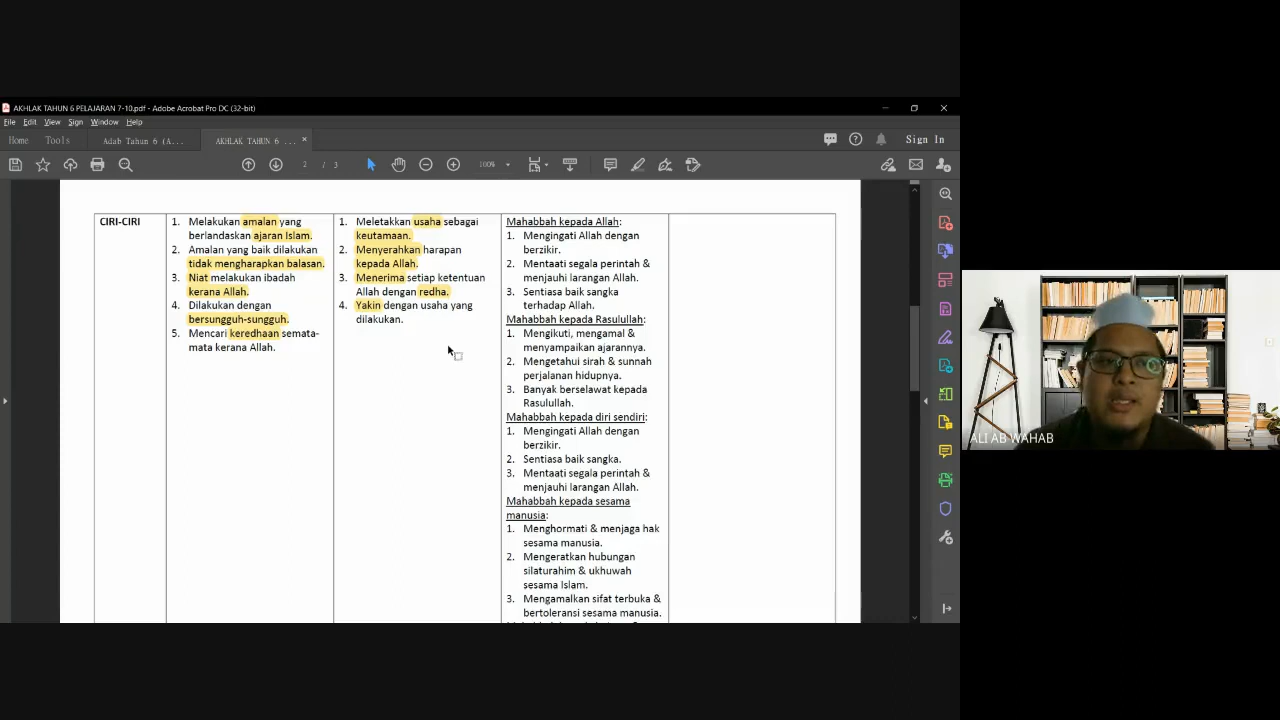 AKHLAK TAHUN 6 PELAJARAN 7-10.pdf - Adobe Acrobat Pro DC (32-bit)
File Edit View Sign Window Help
Home Tools Adab Tahun 6 (A... AKHLAK TAHUN 6 ... × Sign In
2 / 3 100%
CIRI-CIRI
1. Melakukan amalan yang
berlandaskan ajaran Islam.
2. Amalan yang baik dilakukan
tidak mengharapkan balasan.
3. Niat melakukan ibadah
kerana Allah.
4. Dilakukan dengan
bersungguh-sungguh.
5. Mencari keredhaan semata-
mata kerana Allah.
1. Meletakkan usaha sebagai
keutamaan.
2. Menyerahkan harapan
kepada Allah.
3. Menerima setiap ketentuan
Allah dengan redha.
4. Yakin dengan usaha yang
dilakukan.
Mahabbah kepada Allah:
1. Mengingati Allah dengan
berzikir.
2. Mentaati segala perintah &
menjauhi larangan Allah.
3. Sentiasa baik sangka
terhadap Allah.
Mahabbah kepada Rasulullah:
1. Mengikuti, mengamal &
menyampaikan ajarannya.
2. Mengetahui sirah & sunnah
perjalanan hidupnya.
3. Banyak berselawat kepada
Rasulullah.
Mahabbah kepada diri sendiri:
1. Mengingati Allah dengan
berzikir.
2. Sentiasa baik sangka.
3. Mentaati segala perintah &
menjauhi larangan Allah.
Mahabbah kepada sesama
manusia:
1. Menghormati & menjaga hak
sesama manusia.
2. Mengeratkan hubungan
silaturahim & ukhuwah
sesama Islam.
3. Mengamalkan sifat terbuka &
bertoleransi sesama manusia.
ALI AB WAHAB